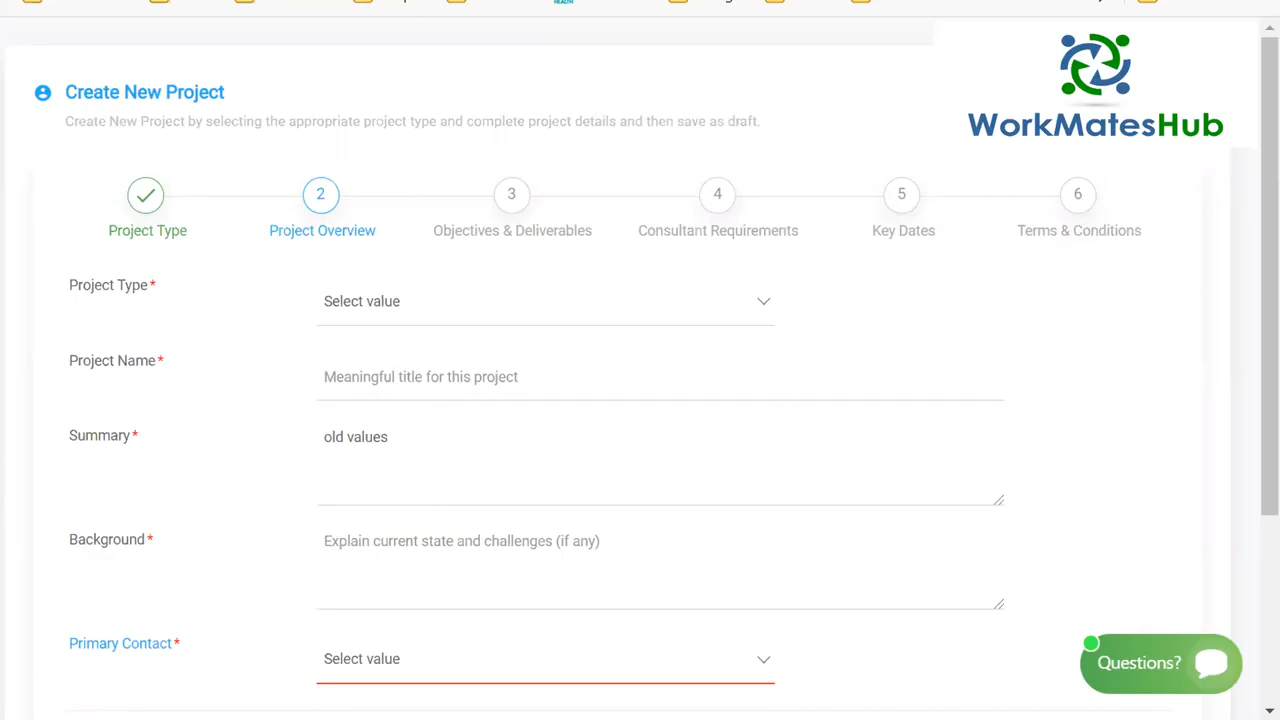 WorkMatesHub
Create New Project
Create New Project by selecting the appropriate project type and complete project details and then save as draft.
2
3
4
5
6
Project Type
Project Overview
Objectives & Deliverables
Consultant Requirements
Key Dates
Terms & Conditions
Project Type*
Select value
Project Name*
Meaningful title for this project
Summary*
old values
Background*
Explain current state and challenges (if any)
Primary Contact*
Select value
Questions?